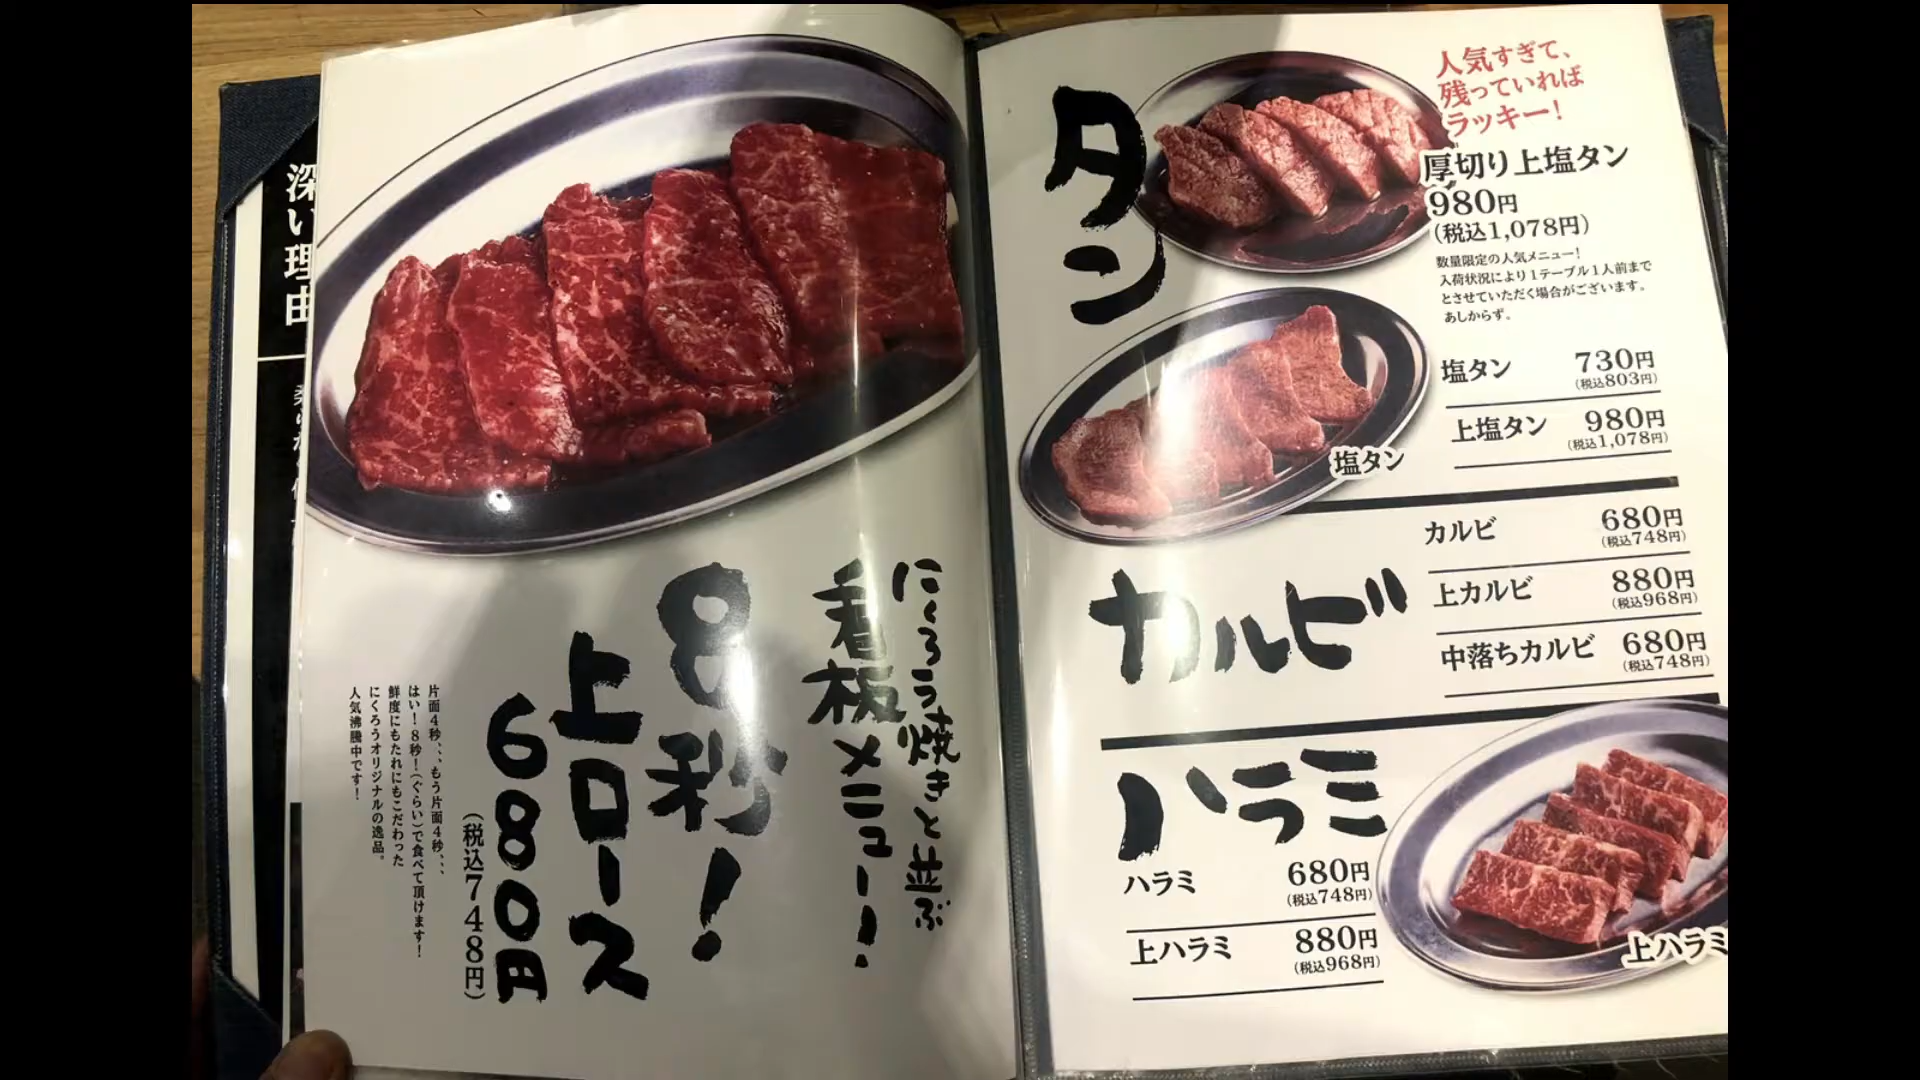 深い理由
にくろう焼きと並ぶ
看板メニュー！
8秒！
上ロース
680円
(税込748円)
片面4秒、、、もう片面4秒、、、
はい！8秒！(ぐらい)で食べて頂けます！
鮮度にもたれにもこだわった
にくろうオリジナルの逸品。
人気沸騰中です！
タン
人気すぎて、
残っていれば
ラッキー！
厚切り上塩タン
980円
(税込1,078円)
数量限定の人気メニュー！
入荷状況により1テーブル1人前まで
とさせていただく場合がございます。
あしからず。
塩タン 730円
(税込803円)
上塩タン 980円
(税込1,078円)
塩タン
カルビ
カルビ 680円
(税込748円)
上カルビ 880円
(税込968円)
中落ちカルビ 680円
(税込748円)
ハラミ
ハラミ 680円
(税込748円)
上ハラミ 880円
(税込968円)
上ハラミ